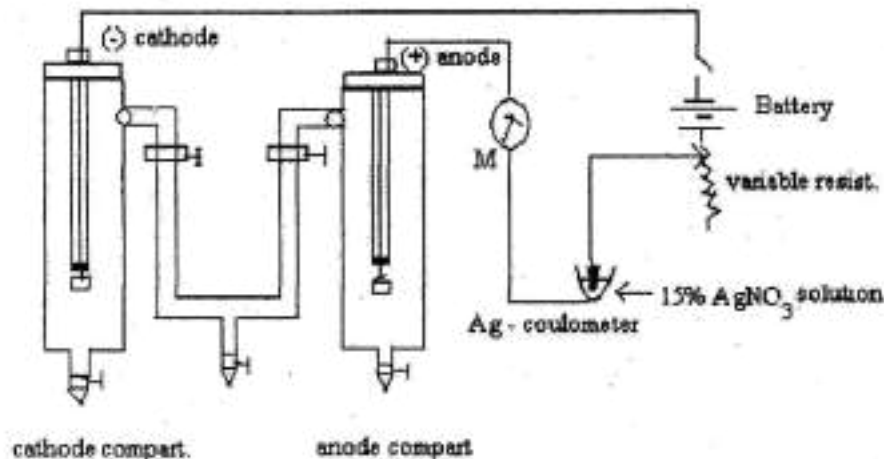 (-) cathode
(+) anode
Battery
M
variable resist.
15% AgNO3 solution
Ag - coulometer
cathode compart.
anode compart